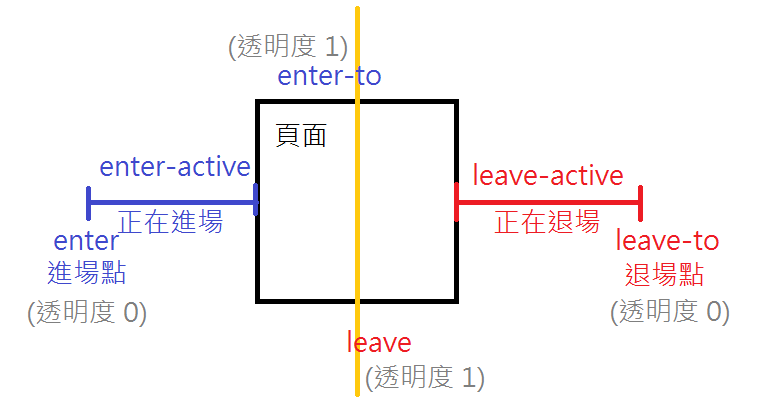 (透明度 1)
enter-to
頁面
enter-active
正在進場
enter
進場點
(透明度 0)
leave-active
正在退場
leave-to
退場點
(透明度 0)
leave
(透明度 1)